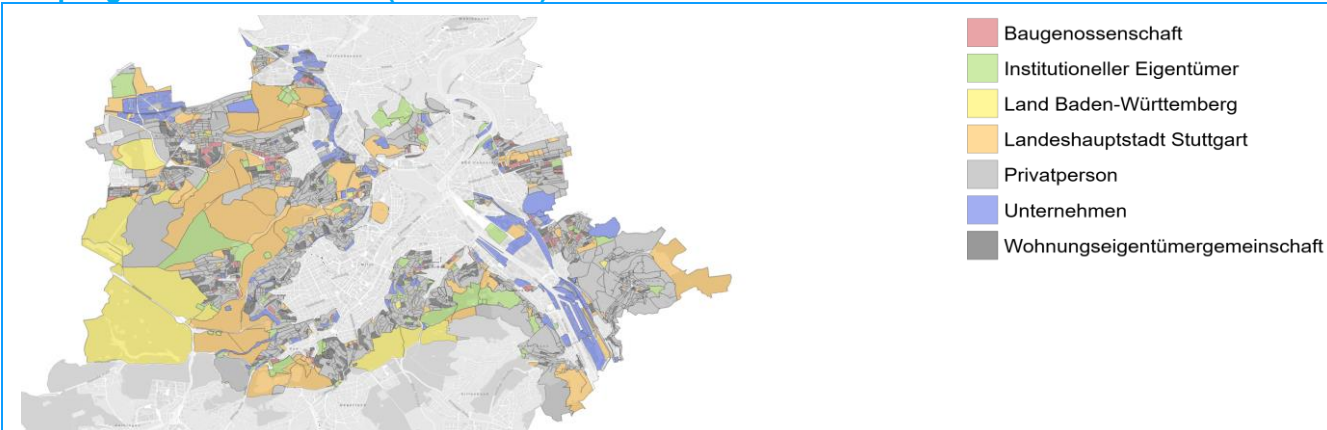 Baugenossenschaft
Institutioneller Eigentümer
Land Baden-Württemberg
Landeshauptstadt Stuttgart
Privatperson
Unternehmen
Wohnungseigentümergemeinschaft